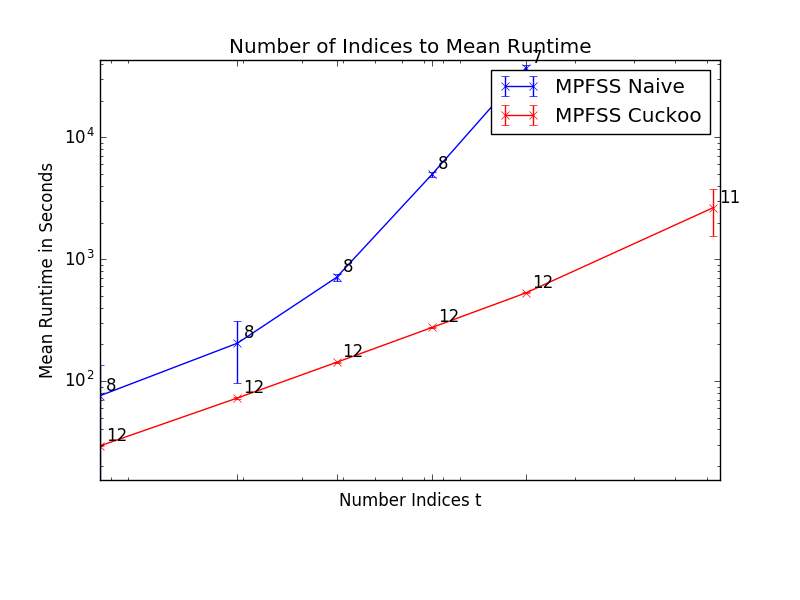 Number of Indices to Mean Runtime
7
MPFSS Naive
MPFSS Cuckoo
10^4
8
11
10^3
8
12
8
12
12
10^2
8
12
12
Mean Runtime in Seconds
Number Indices t